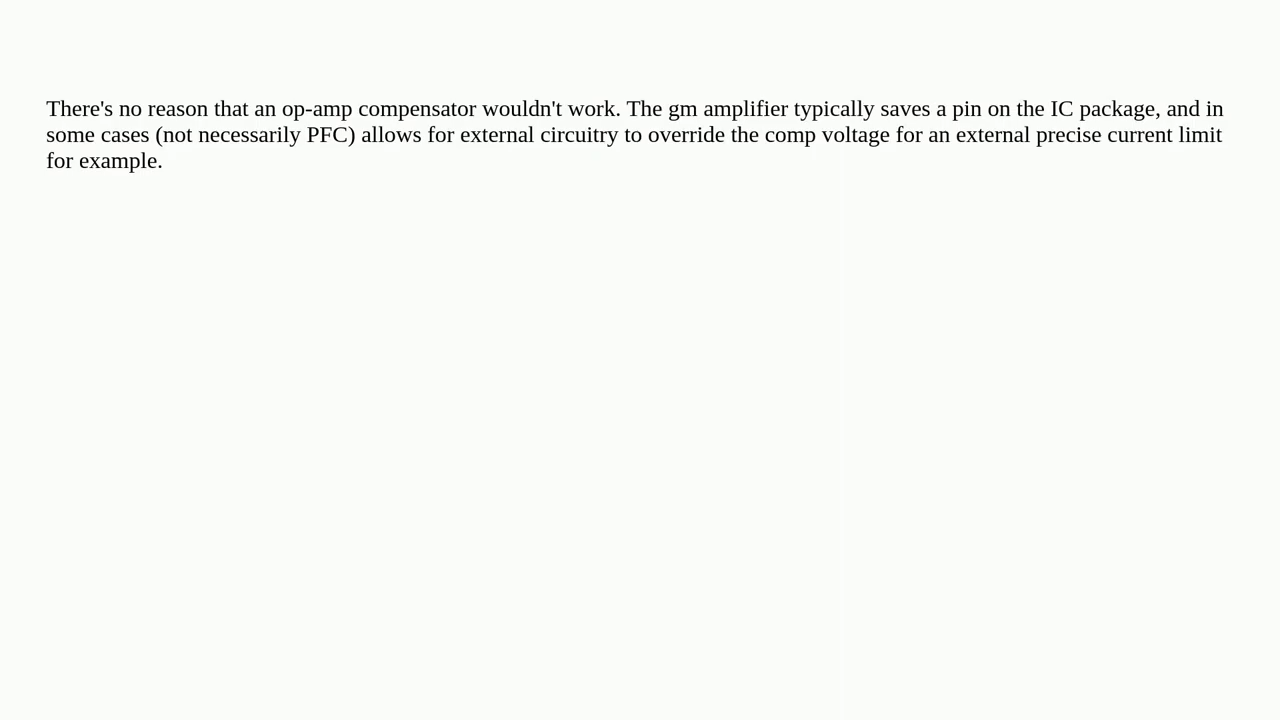 There's no reason that an op-amp compensator wouldn't work. The gm amplifier typically saves a pin on the IC package, and in
some cases (not necessarily PFC) allows for external circuitry to override the comp voltage for an external precise current limit
for example.